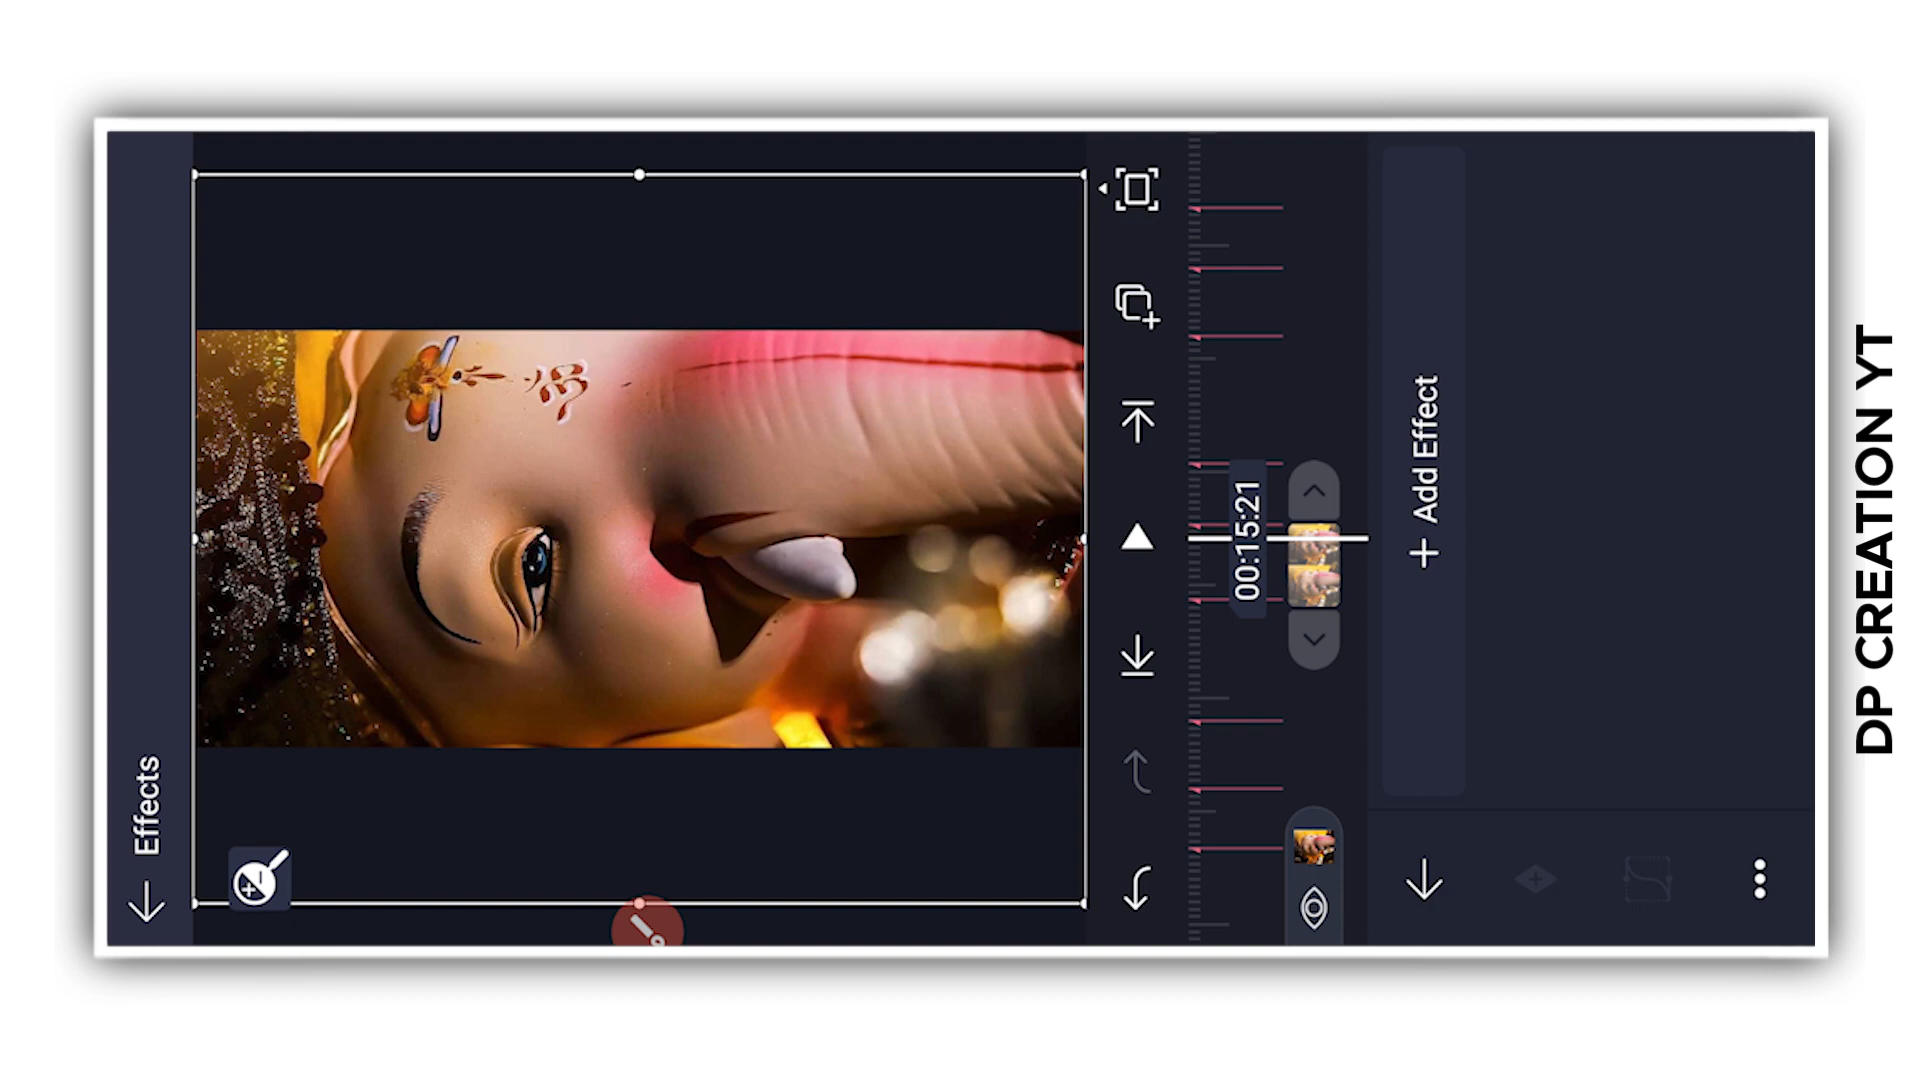 Effects
ॐ
00:15:21
+ Add Effect
DP CREATION YT